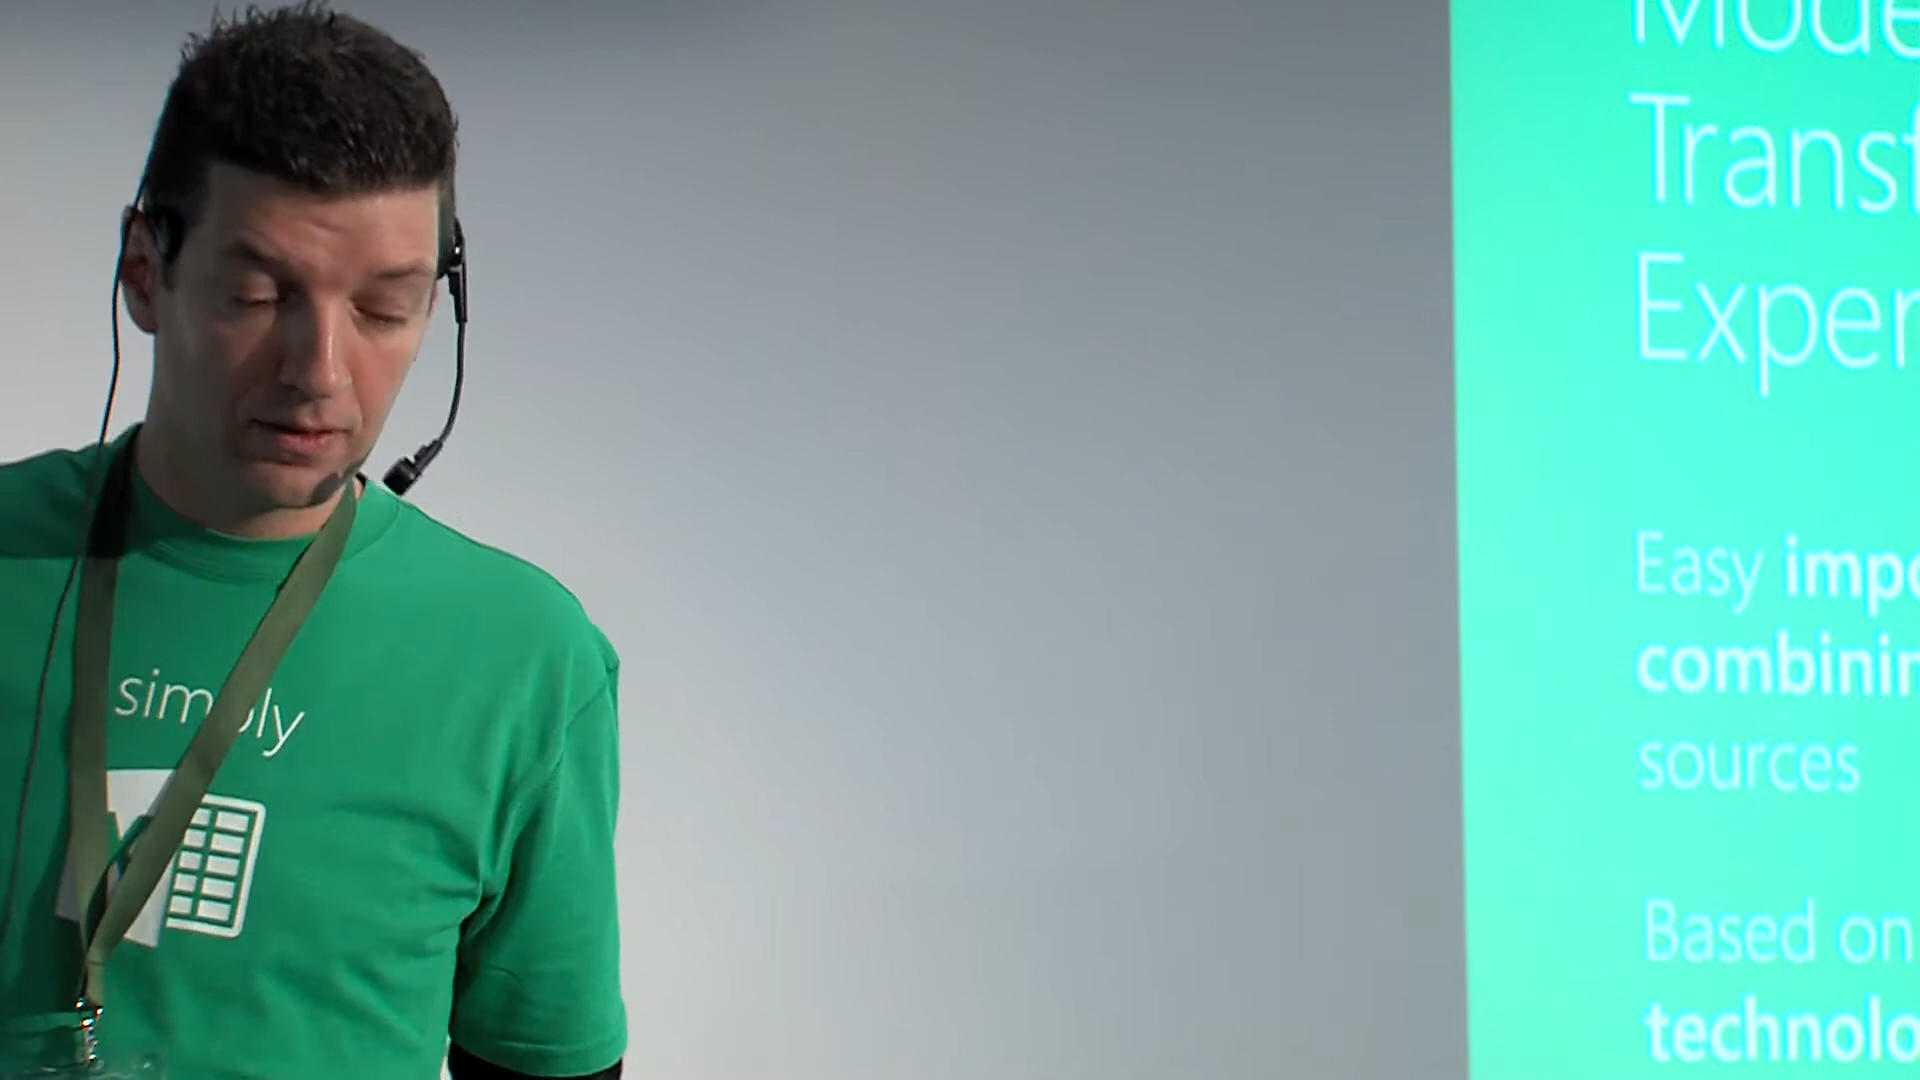 simply
Mode
Transf
Exper
Easy impo
combinin
sources
Based on
technolo